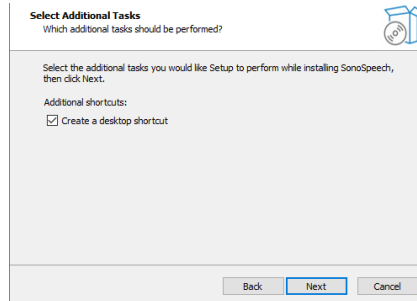 Select Additional Tasks
Which additional tasks should be performed?
Select the additional tasks you would like Setup to perform while installing SonoSpeech,
then click Next.
Additional shortcuts:
Create a desktop shortcut
Back Next Cancel